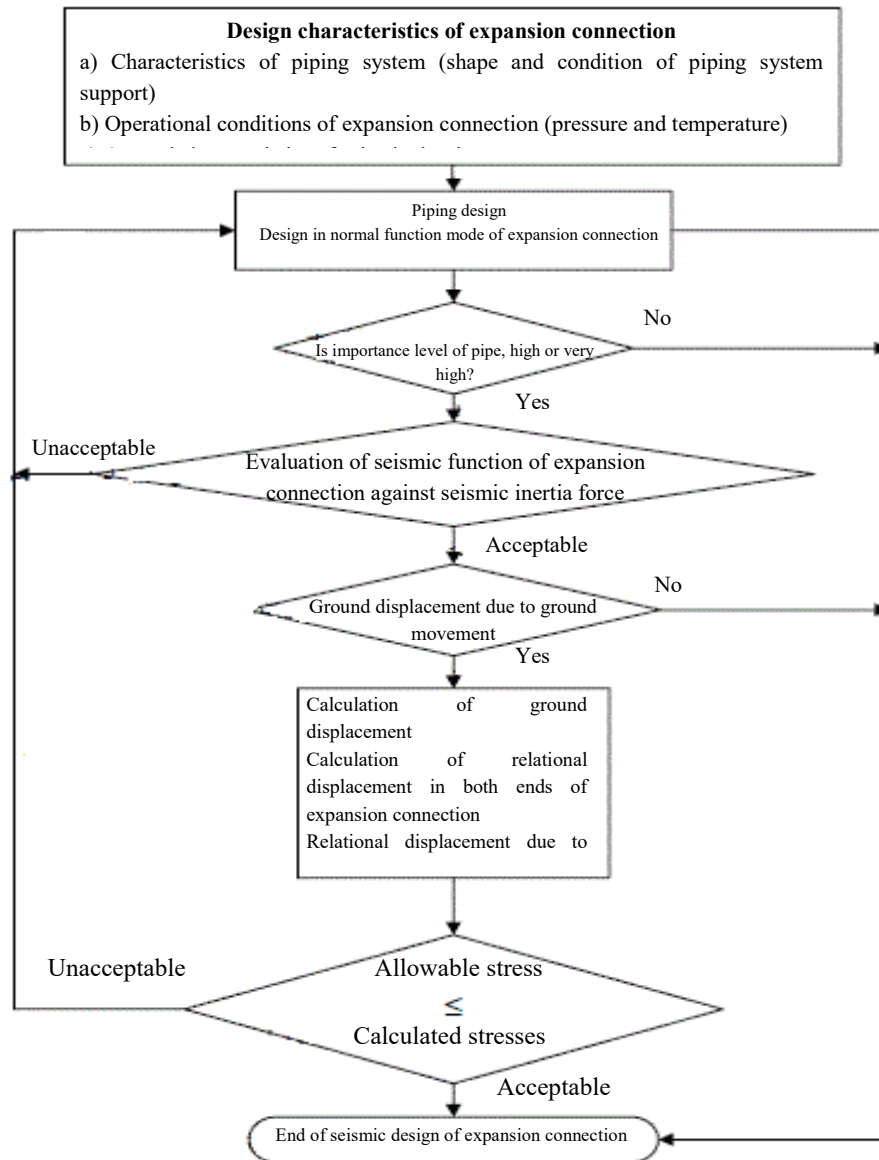 Design characteristics of expansion connection
a) Characteristics of piping system (shape and condition of piping system
support)
b) Operational conditions of expansion connection (pressure and temperature)
Piping design
Design in normal function mode of expansion connection
No
Is importance level of pipe, high or very
high?
Yes
Unacceptable
Evaluation of seismic function of expansion
connection against seismic inertia force
Acceptable
No
Ground displacement due to ground
movement
Yes
Calculation of ground
displacement
Calculation of relational
displacement in both ends of
expansion connection
Relational displacement due to
Unacceptable
Allowable stress
≤
Calculated stresses
Acceptable
End of seismic design of expansion connection